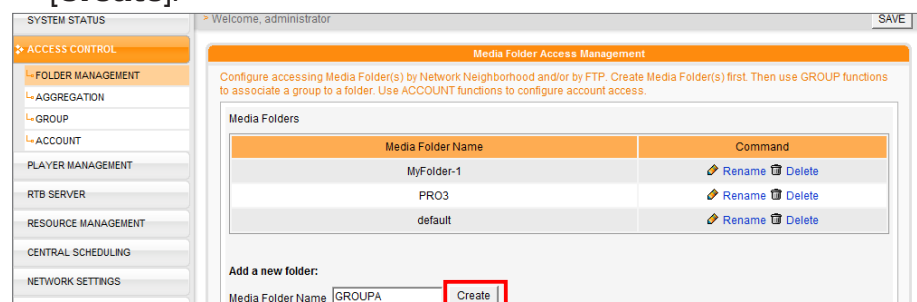 [Create].
SYSTEM STATUS
> Welcome, administrator
SAVE
ACCESS CONTROL
FOLDER MANAGEMENT
AGGREGATION
GROUP
ACCOUNT
PLAYER MANAGEMENT
RTB SERVER
RESOURCE MANAGEMENT
CENTRAL SCHEDULING
NETWORK SETTINGS
Media Folder Access Management
Configure accessing Media Folder(s) by Network Neighborhood and/or by FTP. Create Media Folder(s) first. Then use GROUP functions
to associate a group to a folder. Use ACCOUNT functions to configure account access.
Media Folders
Media Folder Name Command
MyFolder-1 Rename Delete
PRO3 Rename Delete
default Rename Delete
Add a new folder:
Media Folder Name GROUPA Create